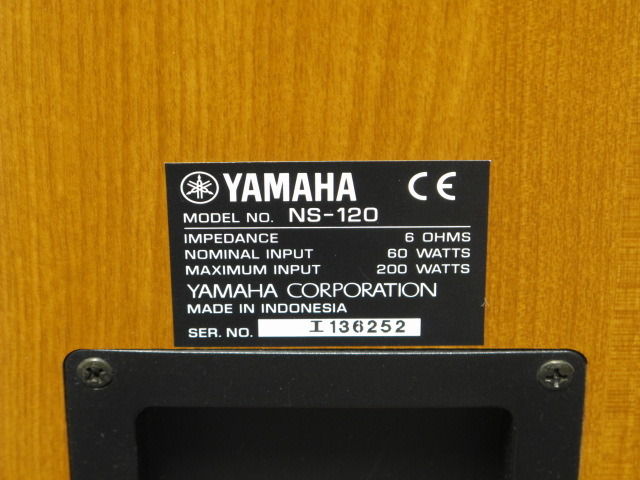 YAMAHA CE
MODEL NO. NS-120
IMPEDANCE 6 OHMS
NOMINAL INPUT 60 WATTS
MAXIMUM INPUT 200 WATTS
YAMAHA CORPORATION
MADE IN INDONESIA
SER. NO. I 136252